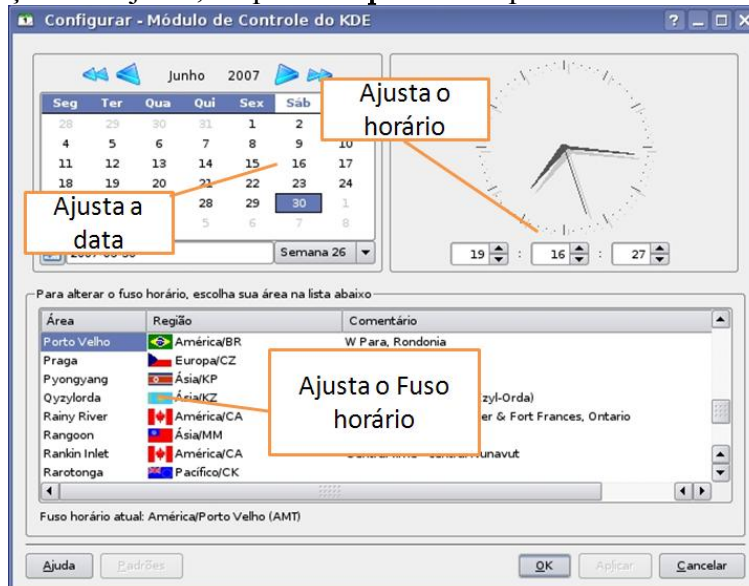 Configurar - Módulo de Controle do KDE
Junho 2007
Seg Ter Qua Qui Sex Sáb
28 29 30 31 1 2
4 5 6 7 8 9 10
11 12 13 14 15 16 17
18 19 20 21 22 23 24
28 29 30 1
5 6 7 8
Semana 26
Ajusta o
horário
Ajusta a
data
19 : 16 : 27
Para alterar o fuso horário, escolha sua área na lista abaixo
Área Região Comentário
Porto Velho América/BR W Para, Rondonia
Praga Europa/CZ
Pyongyang Ásia/KP
Qyzylorda Ásia/KZ zyl-Orda)
Rainy River América/CA er & Fort Frances, Ontario
Rangoon Ásia/MM
Rankin Inlet América/CA
Rarotonga Pacífico/CK
Ajusta o Fuso
horário
Fuso horário atual: América/Porto Velho (AMT)
Ajuda Padrões OK Aplicar Cancelar